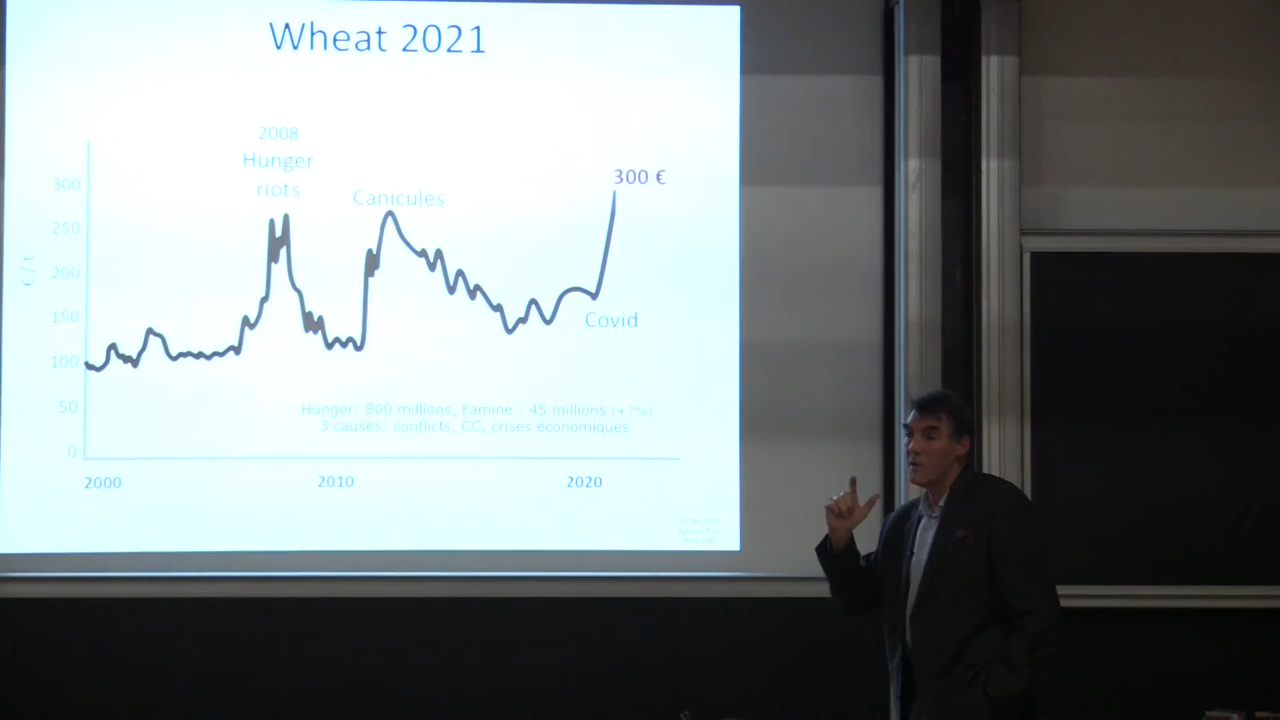 Wheat 2021
2008
Hunger
riots
Canicules
300 €
300
250
200
150
100
50
0
€ / t
Covid
Hunger: 800 millions, Famine : 45 millions (+7%)
3 causes: conflicts, CC, crises économiques
2000
2010
2020